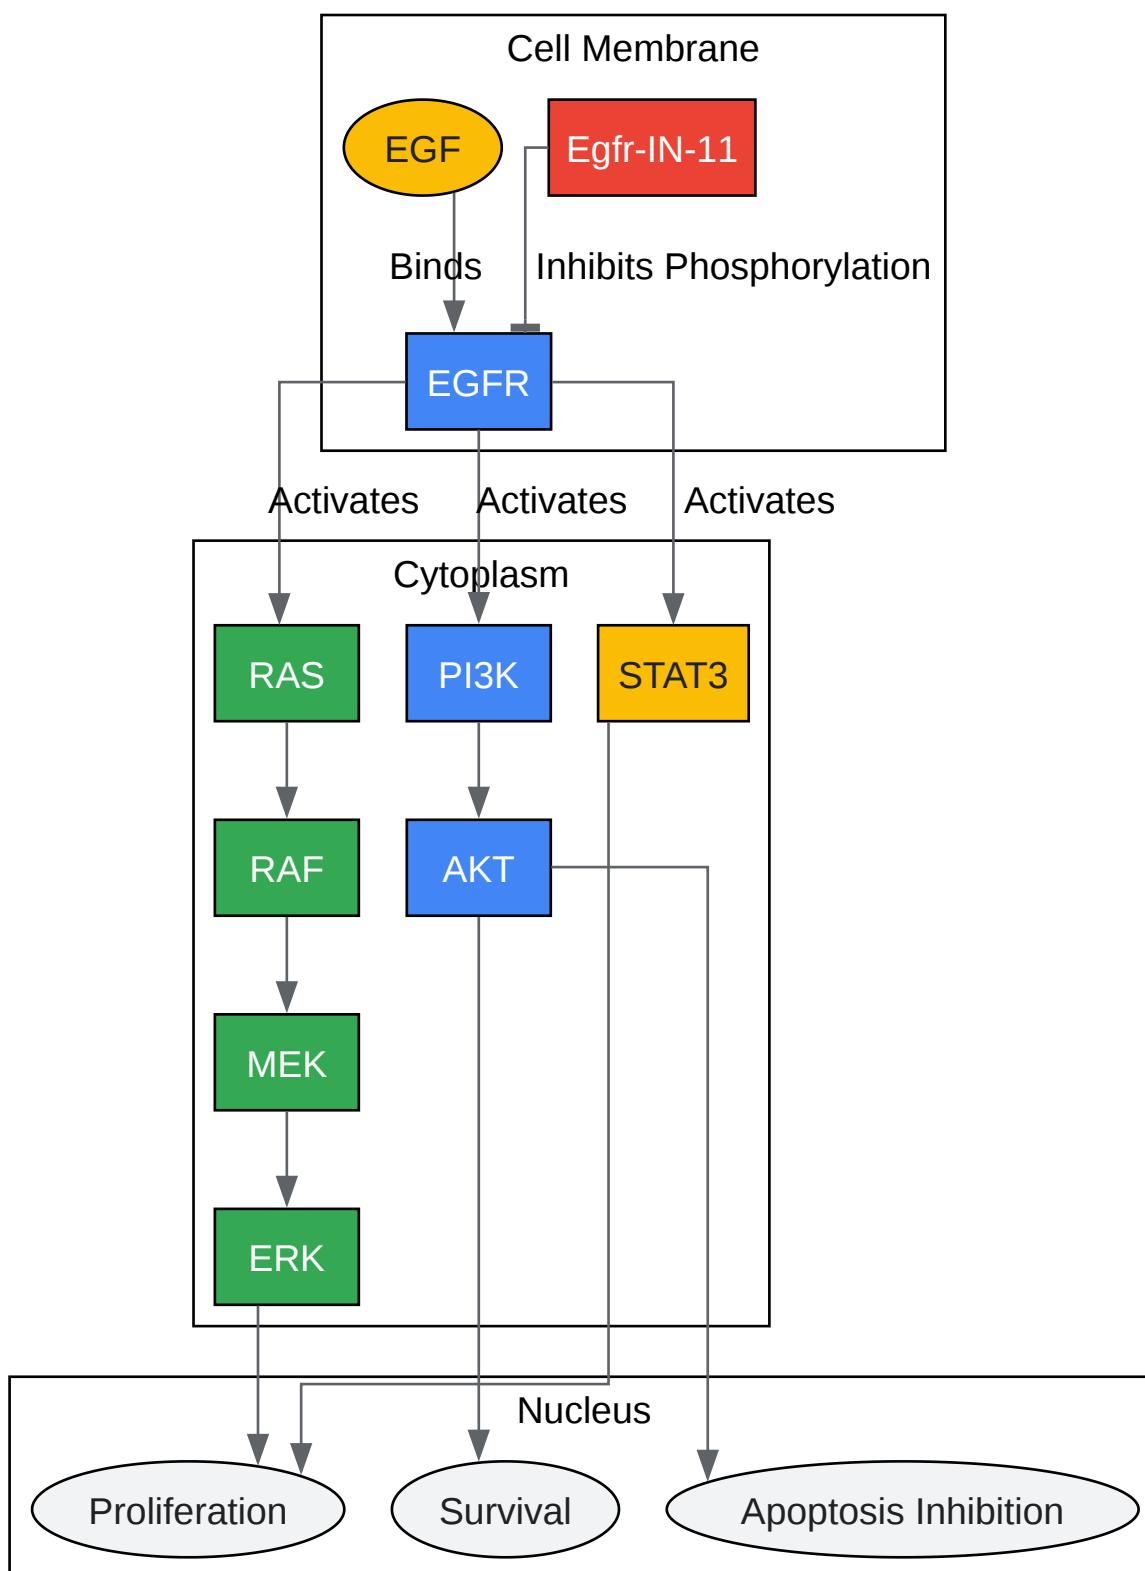 Cell Membrane
EGF
Egfr-IN-11
Binds
Inhibits Phosphorylation
EGFR
Activates
Activates
Activates
Cytoplasm
RAS
PI3K
STAT3
RAF
AKT
MEK
ERK
Nucleus
Proliferation
Survival
Apoptosis Inhibition